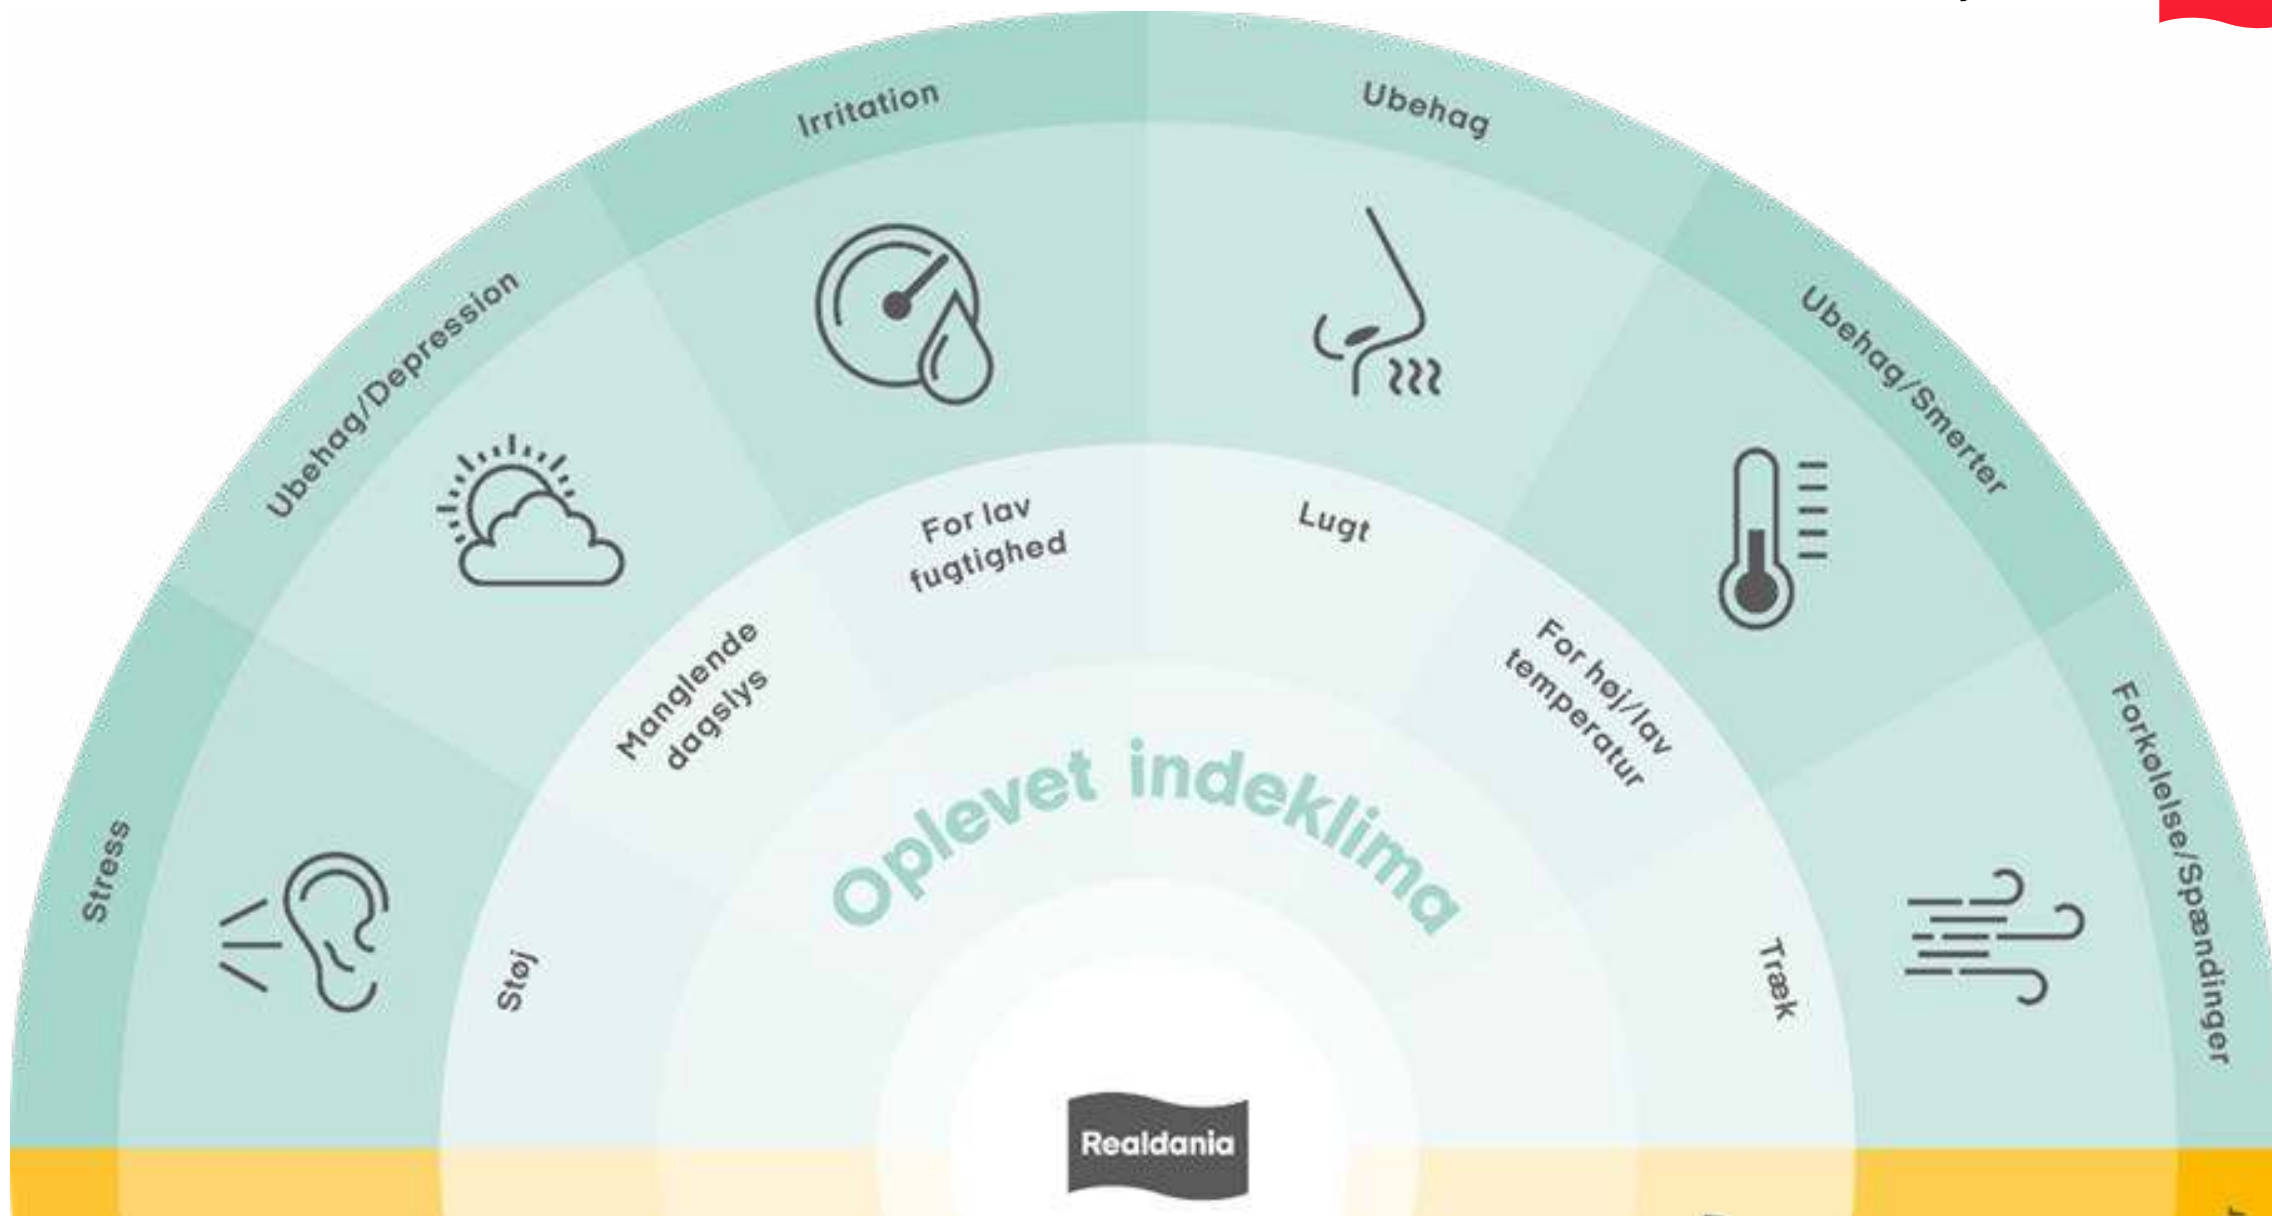 Irritation
Ubehag
Ubehag/Depression
Ubehag/Smerter
Stress
Forkølelse/Spændinger
For lav
fugtighed
Lugt
Manglende
dagslys
For høj/lav
temperatur
Støj
Træk
Oplevet indeklima
Realdania